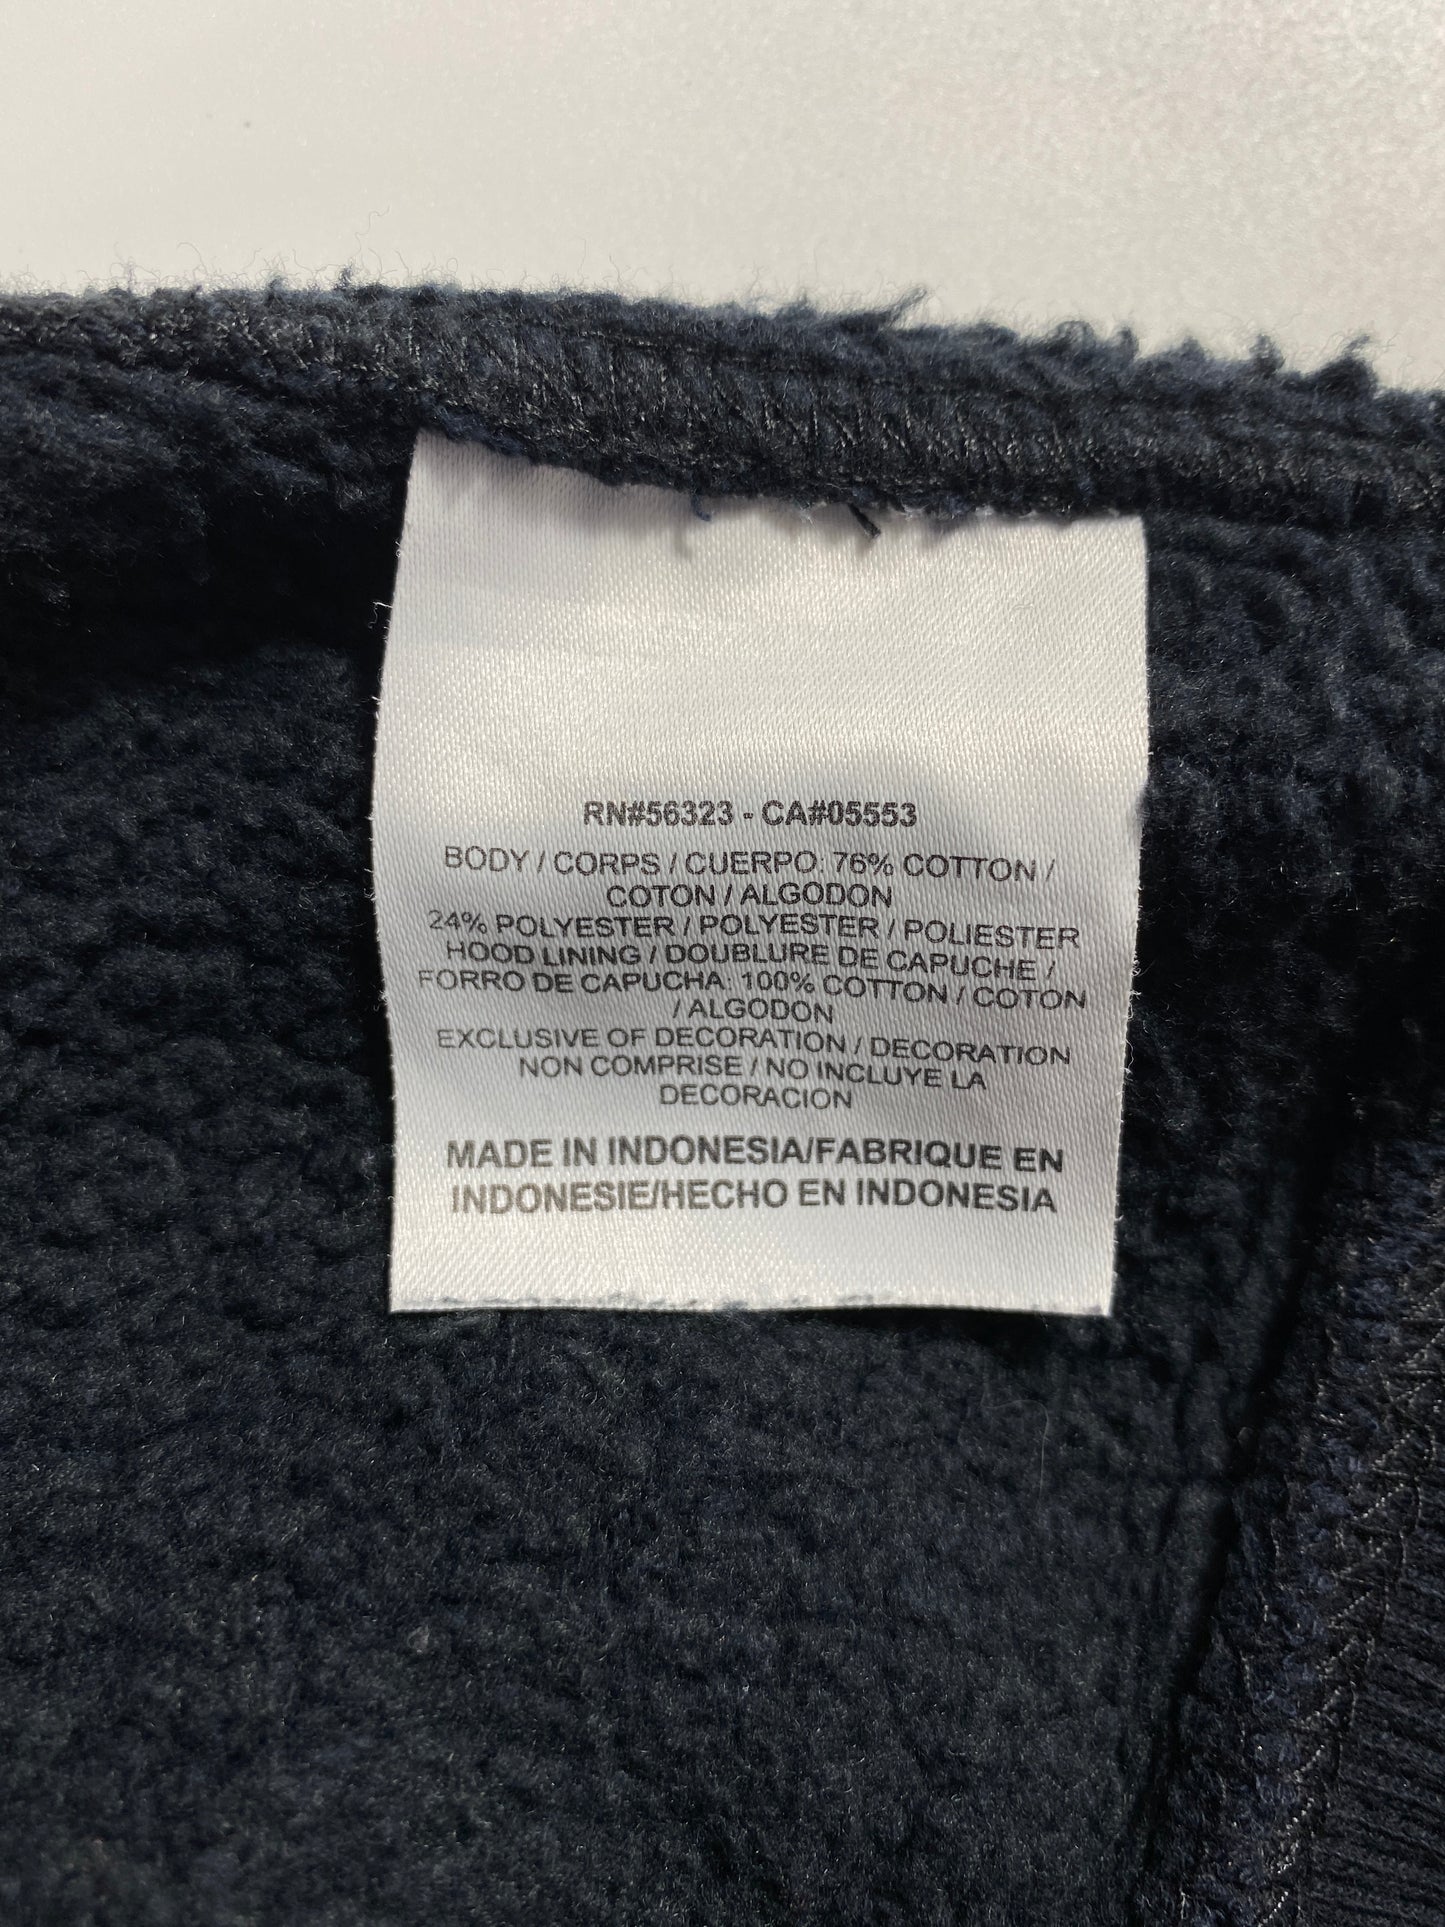 RN#56323 - CA#05553
BODY / CORPS / CUERPO: 76% COTTON /
COTON / ALGODON
24% POLYESTER / POLYESTER / POLIESTER
HOOD LINING / DOUBLURE DE CAPUCHE /
FORRO DE CAPUCHA: 100% COTTON / COTON
/ ALGODON
EXCLUSIVE OF DECORATION / DECORATION
NON COMPRISE / NO INCLUYE LA
DECORACION
MADE IN INDONESIA/FABRIQUE EN
INDONESIE/HECHO EN INDONESIA